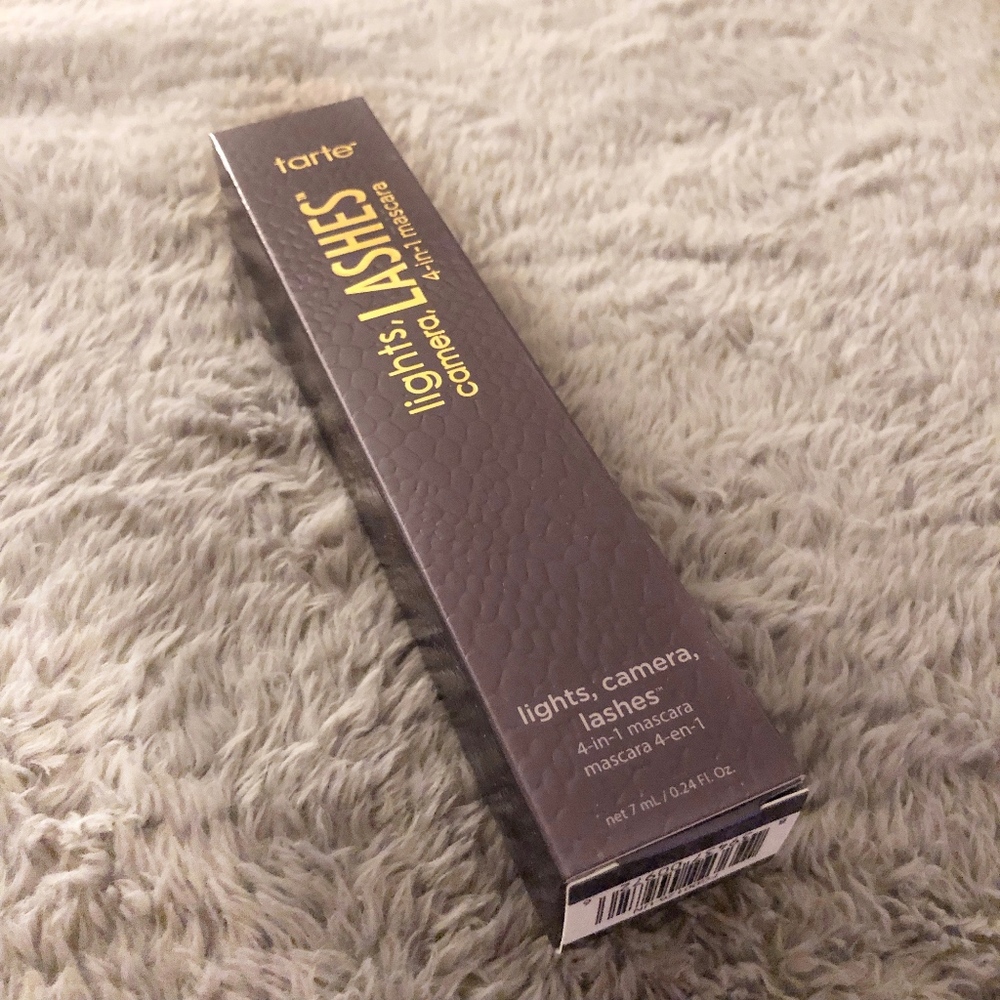 tarte™
lights, LASHES™
camera, 4-in-1 mascara
lights, camera,
lashes™
4-in-1 mascara
mascara 4-en-1
net 7 mL / 0.24 Fl. Oz.